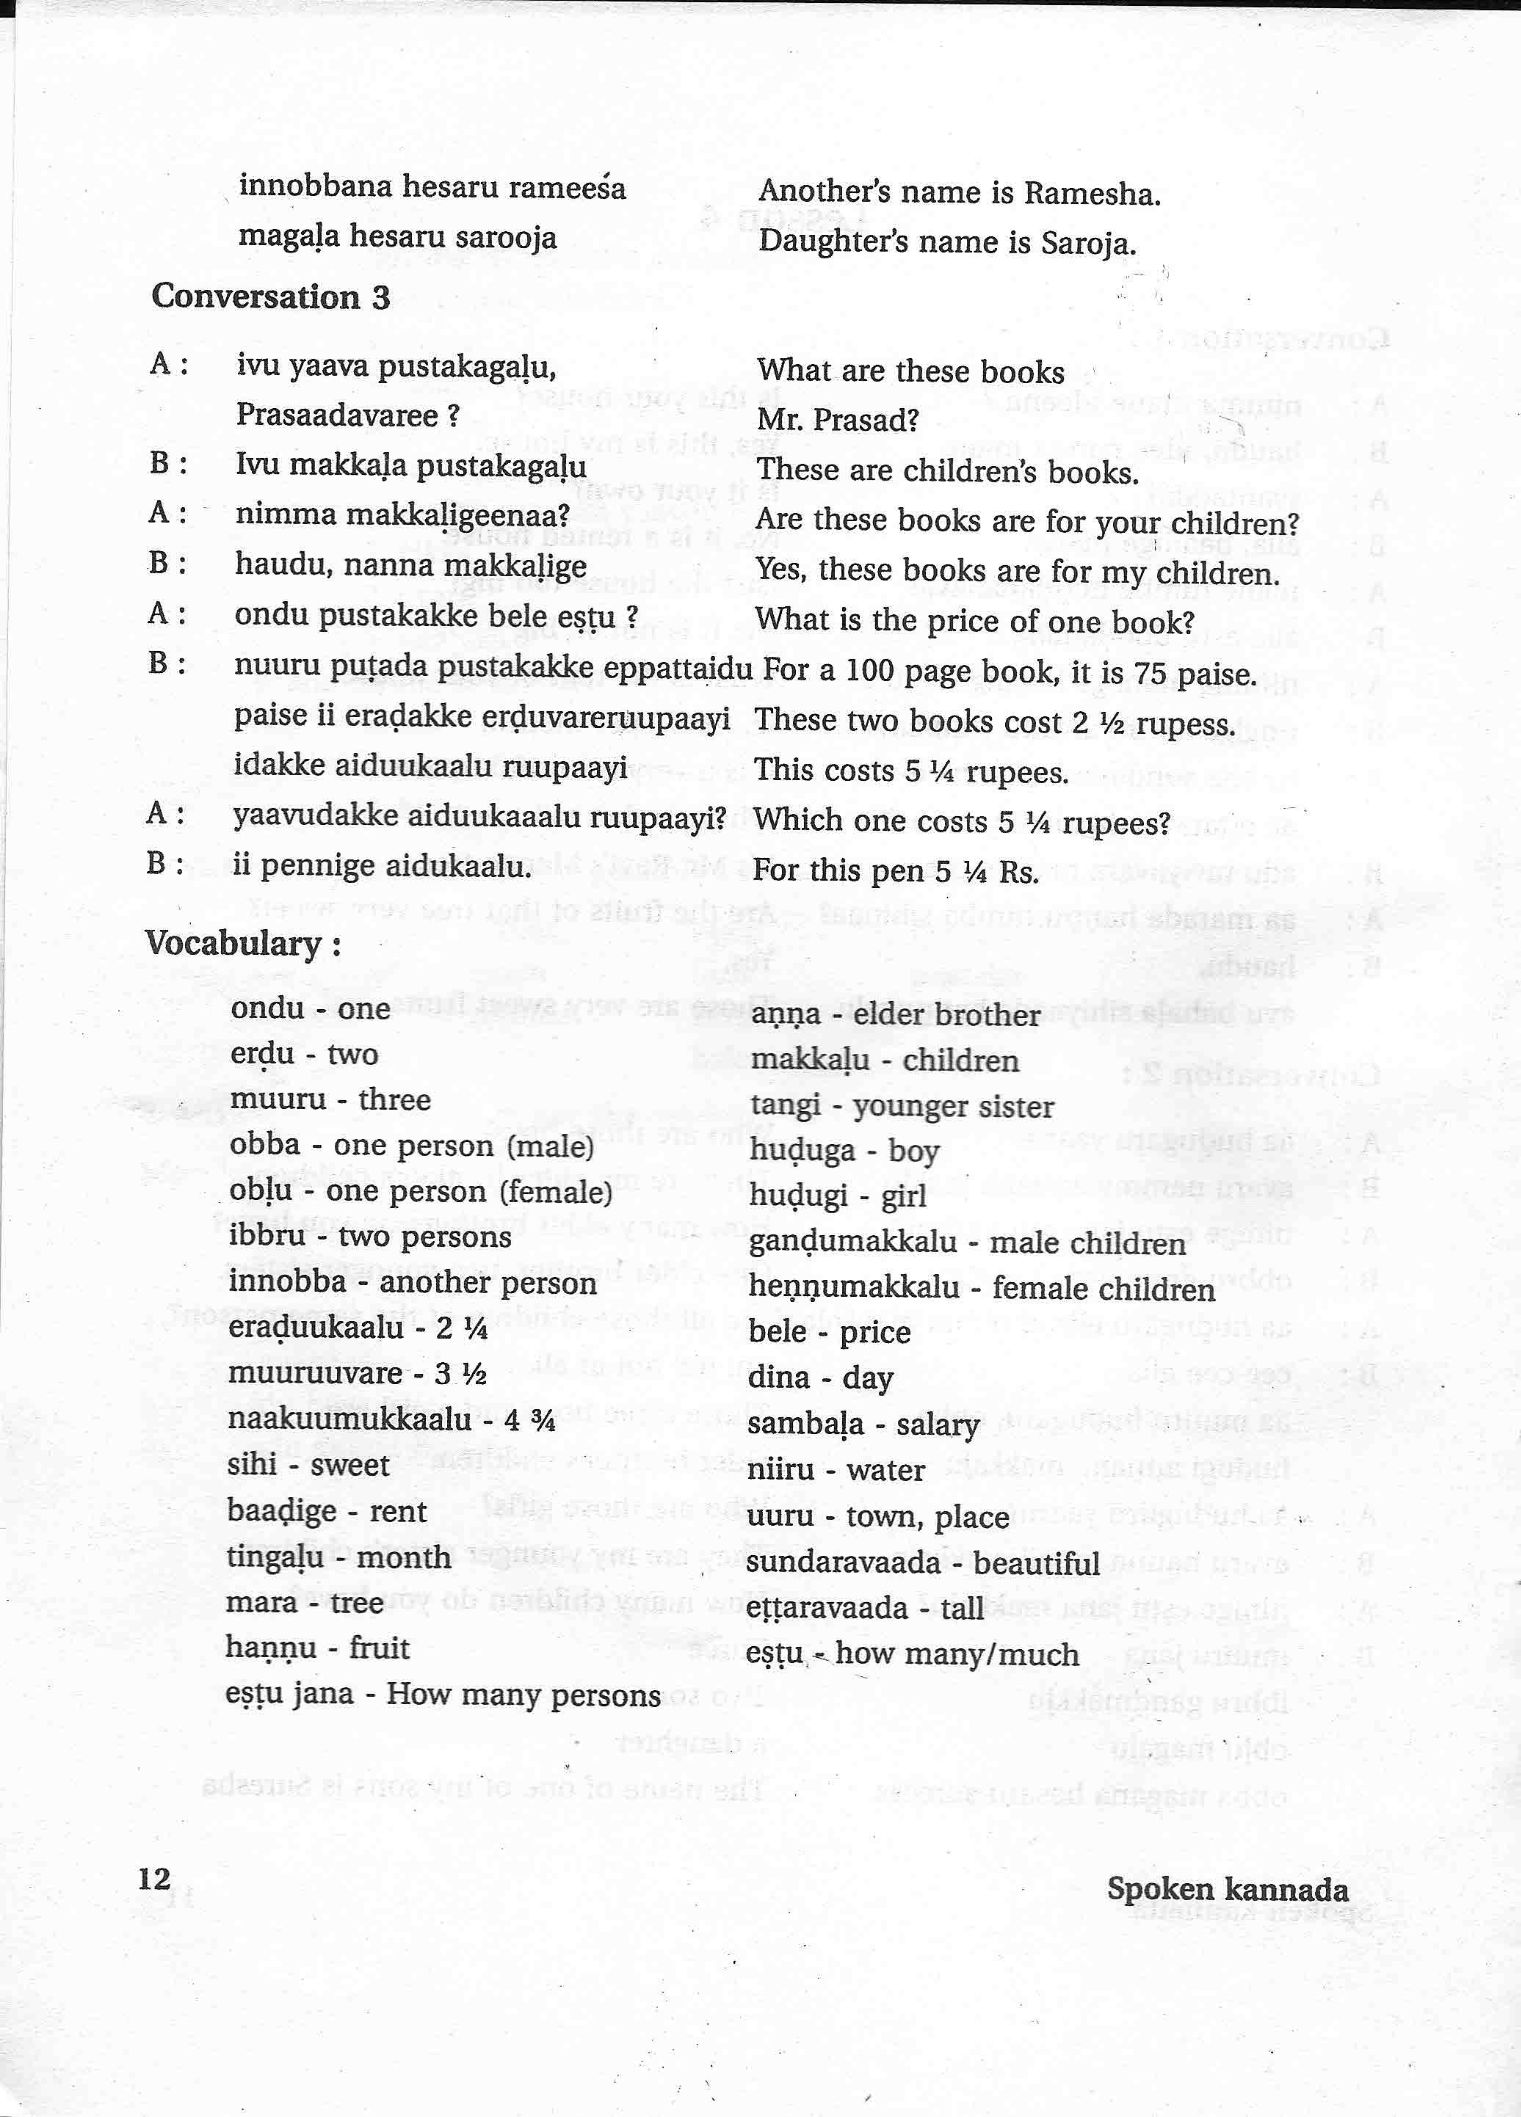 innobbana hesaru rameeśa Another's name is Ramesha.
magaḷa hesaru sarooja Daughter's name is Saroja.
Conversation 3
A : ivu yaava pustakagaḷu, What are these books
Prasaadavaree ? Mr. Prasad?
B : Ivu makkaḷa pustakagaḷu These are children's books.
A : nimma makkaḷigeenaa? Are these books are for your children?
B : haudu, nanna makkaḷige Yes, these books are for my children.
A : ondu pustakakke bele eṣṭu ? What is the price of one book?
B : nuuru puṭada pustakakke eppattaidu For a 100 page book, it is 75 paise.
paise ii eraḍakke erḍuvareruupaayi These two books cost 2 ½ rupess.
idakke aiduukaalu ruupaayi This costs 5 ¼ rupees.
A : yaavudakke aiduukaaalu ruupaayi? Which one costs 5 ¼ rupees?
B : ii pennige aidukaalu. For this pen 5 ¼ Rs.
Vocabulary :
ondu - one aṇṇa - elder brother
erḍu - two makkaḷu - children
muuru - three tangi - younger sister
obba - one person (male) huḍuga - boy
obḷu - one person (female) huḍugi - girl
ibbru - two persons ganḍumakkalu - male children
innobba - another person heṇṇumakkalu - female children
eraḍuukaalu - 2 ¼ bele - price
muuruuvare - 3 ½ dina - day
naakuumukkaalu - 4 ¾ sambaḷa - salary
sihi - sweet niiru - water
baaḍige - rent uuru - town, place
tingaḷu - month sundaravaada - beautiful
mara - tree eṭṭaravaada - tall
haṇṇu - fruit eṣṭu - how many/much
eṣṭu jana - How many persons
12 Spoken kannada